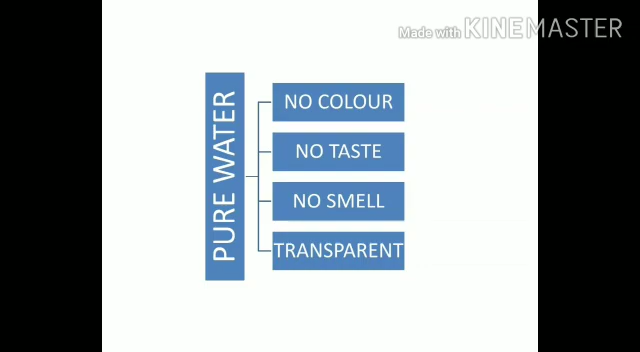 Made with KINEMASTER
PURE WATER
NO COLOUR
NO TASTE
NO SMELL
TRANSPARENT